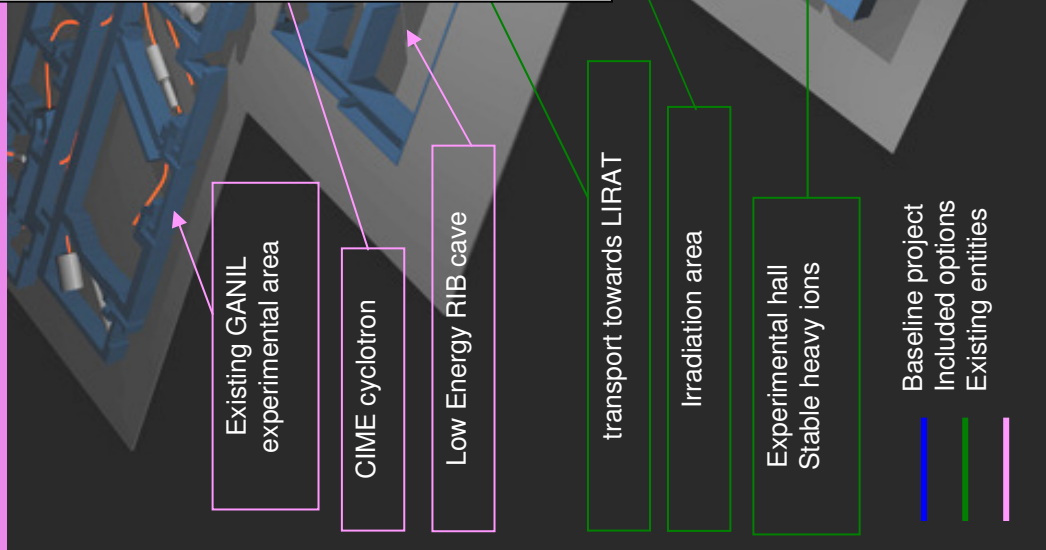 Existing GANIL
experimental area
CIME cyclotron
Low Energy RIB cave
transport towards LIRAT
Irradiation area
Experimental hall
Stable heavy ions
Baseline project
Included options
Existing entities